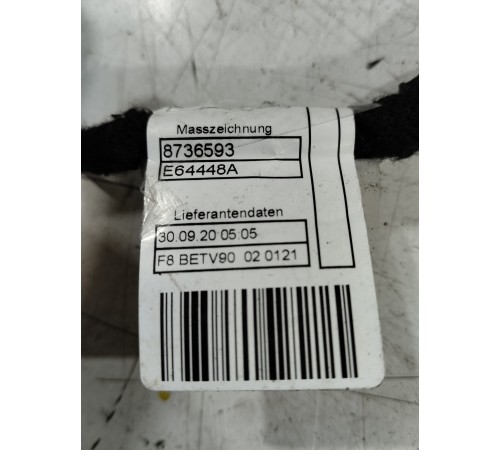 Masszeichnung
8736593
E64448A
Lieferantendaten
30.09.20 05:05
F8 BETV90 02 0121